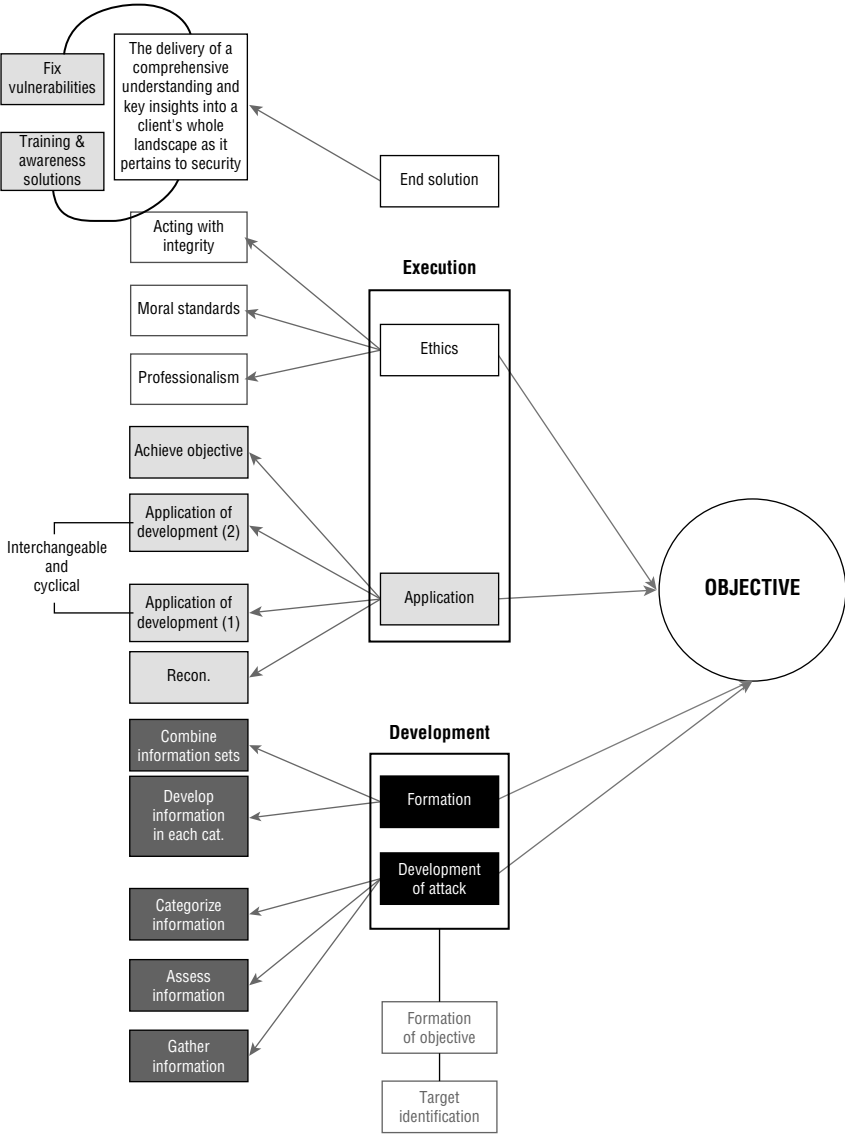 The delivery of a
comprehensive
understanding and
key insights into a
client's whole
landscape as it
pertains to security
Fix
vulnerabilities
Training &
awareness
solutions
End solution
Acting with
integrity
Execution
Moral standards
Ethics
Professionalism
Achieve objective
Application of
development (2)
Interchangeable
and
cyclical
Application of
development (1)
Application
OBJECTIVE
Recon.
Combine
information sets
Development
Develop
information
in each cat.
Formation
Development
of attack
Categorize
information
Assess
information
Formation
of objective
Gather
information
Target
identification